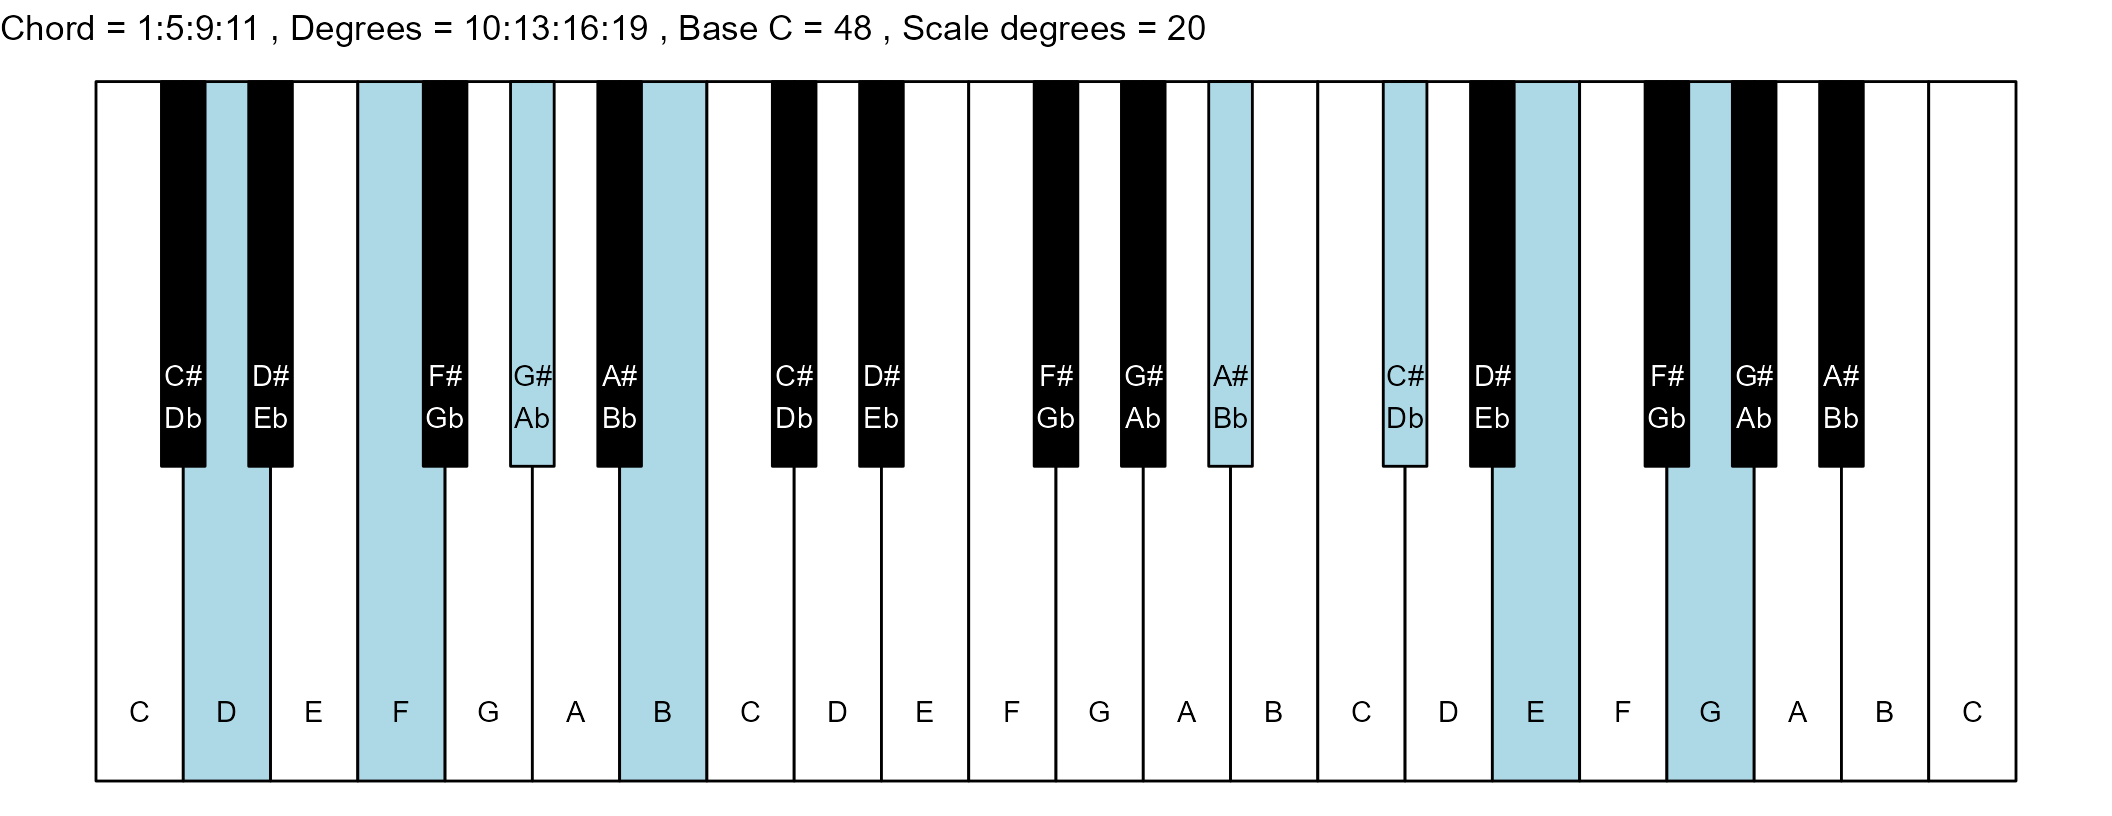 Chord = 1:5:9:11 , Degrees = 10:13:16:19 , Base C = 48 , Scale degrees = 20
C# D# F# G# A# C# D# F# G# A# C# D# F# G# A#
Db Eb Gb Ab Bb Db Eb Gb Ab Bb Db Eb Gb Ab Bb
C D E F G A B C D E F G A B C D E F G A B C